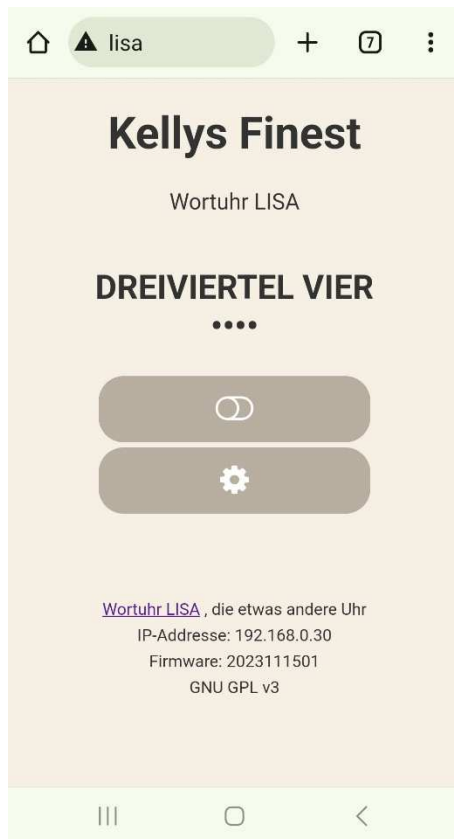 lisa
7
Kellys Finest
Wortuhr LISA
DREIVIERTEL VIER
••••
Wortuhr LISA , die etwas andere Uhr
IP-Addresse: 192.168.0.30
Firmware: 2023111501
GNU GPL v3